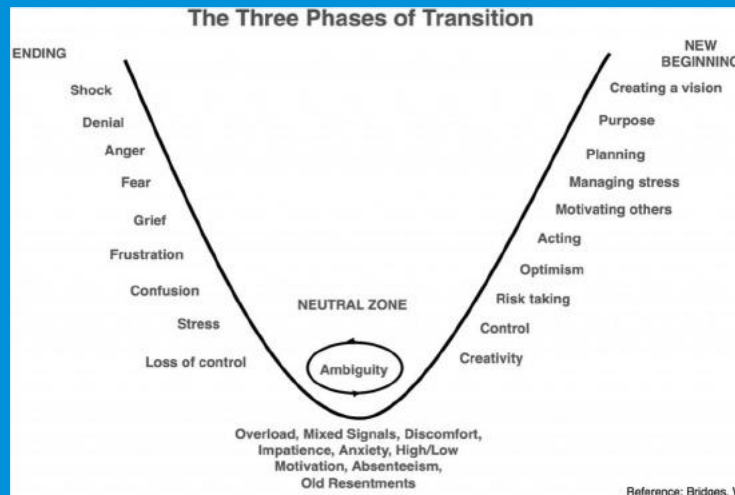 The Three Phases of Transition
ENDING
Shock
Denial
Anger
Fear
Grief
Frustration
Confusion
Stress
Loss of control
NEUTRAL ZONE
Ambiguity
Overload, Mixed Signals, Discomfort,
Impatience, Anxiety, High/Low
Motivation, Absenteeism,
Old Resentments
NEW
BEGINNING
Creating a vision
Purpose
Planning
Managing stress
Motivating others
Acting
Optimism
Risk taking
Control
Creativity
Reference: Bridges,